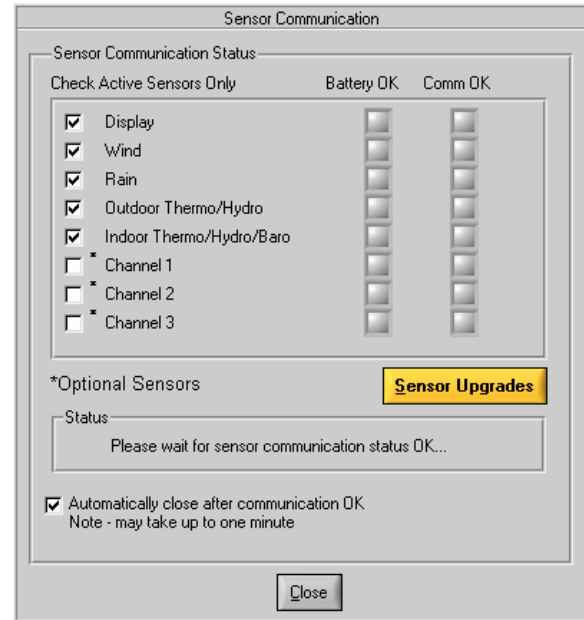 Sensor Communication
Sensor Communication Status
Check Active Sensors Only Battery OK Comm OK
Display
Wind
Rain
Outdoor Thermo/Hydro
Indoor Thermo/Hydro/Baro
* Channel 1
* Channel 2
* Channel 3
*Optional Sensors Sensor Upgrades
Status
Please wait for sensor communication status OK...
Automatically close after communication OK
Note - may take up to one minute
Close